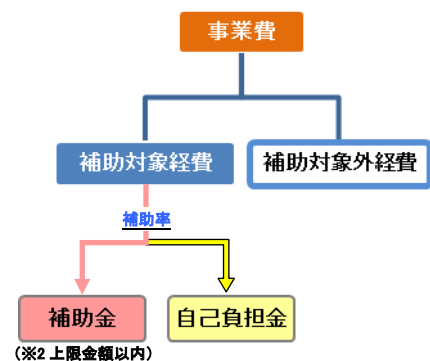 事業費
補助対象経費
補助対象外経費
補助率
補助金
自己負担金
(※2 上限金額以内)